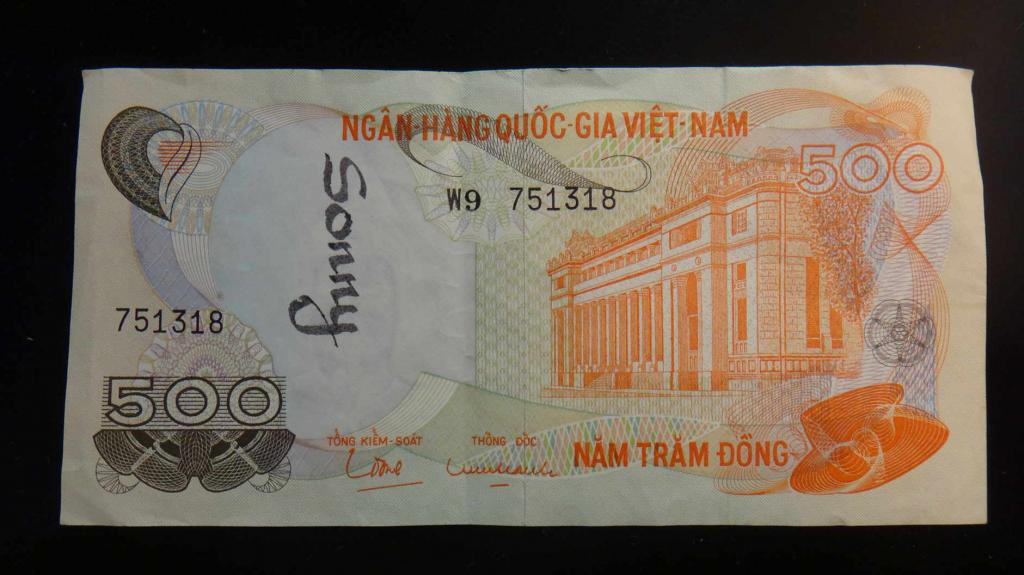 NGÂN-HÀNG QUỐC-GIA VIỆT-NAM
500
W9 751318
Sonny
751318
500
TỔNG KIỂM-SOÁT
THỐNG ĐỐC
NĂM TRĂM ĐỒNG